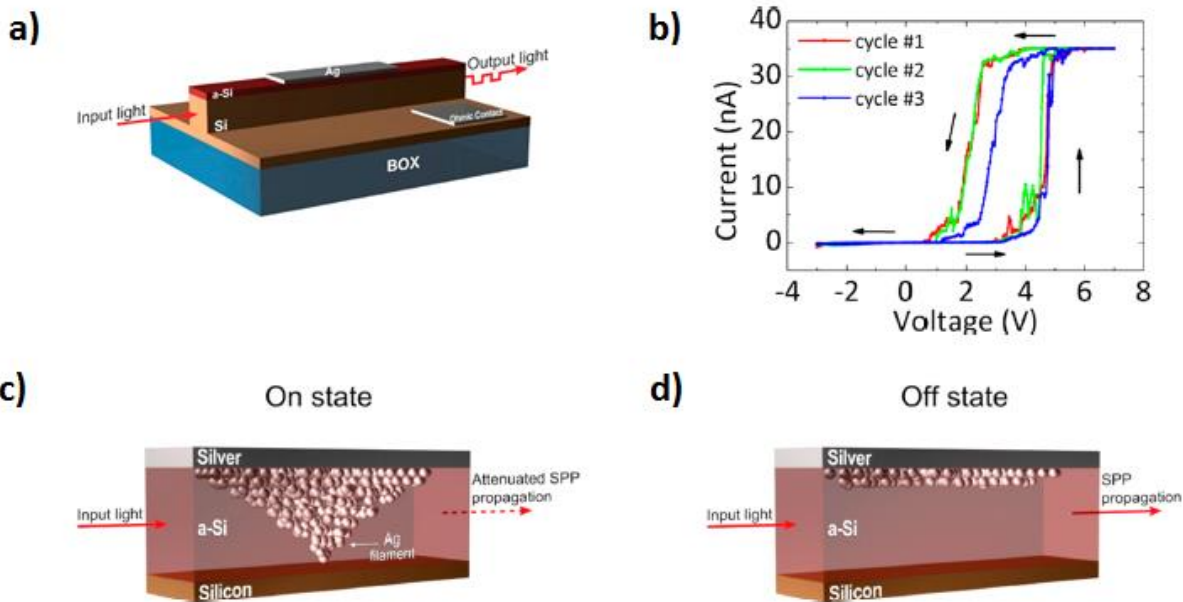 a)
Ag
Output light
a-Si
Input light
Si
Ohmic Contact
BOX
b)
cycle #1
cycle #2
cycle #3
Current (nA)
40
30
20
10
0
-4
-2
0
2
4
6
8
Voltage (V)
c)
On state
Silver
Attenuated SPP
propagation
Input light
a-Si
Ag
filament
Silicon
d)
Off state
Silver
SPP
propagation
Input light
a-Si
Silicon